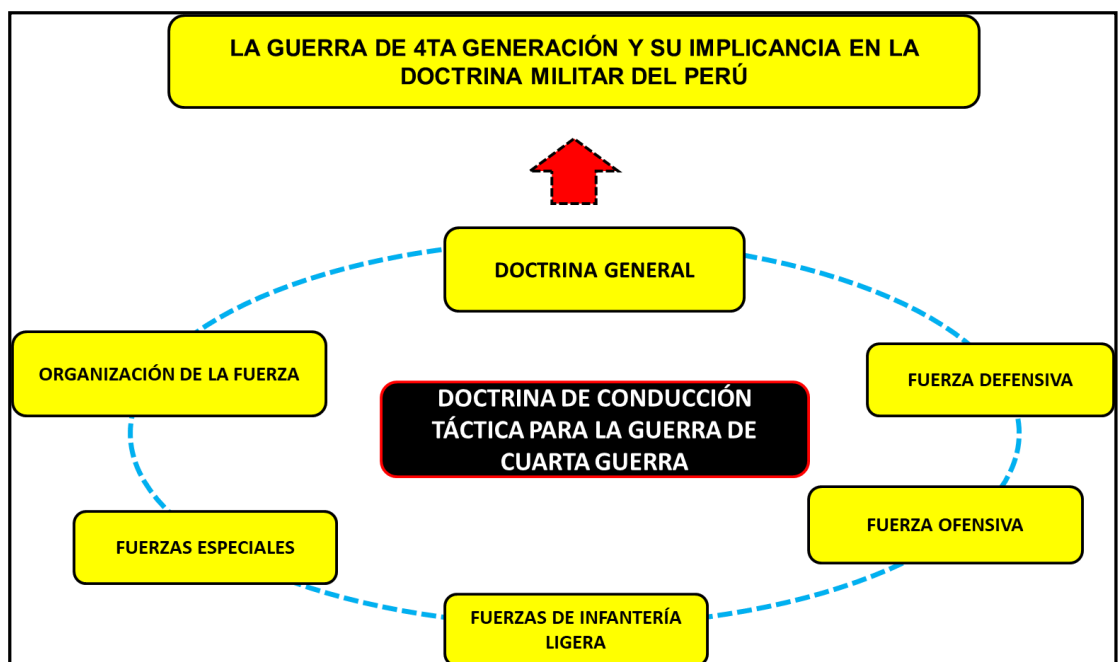 LA GUERRA DE 4TA GENERACIÓN Y SU IMPLICANCIA EN LA
DOCTRINA MILITAR DEL PERÚ
DOCTRINA GENERAL
ORGANIZACIÓN DE LA FUERZA
FUERZA DEFENSIVA
DOCTRINA DE CONDUCCIÓN
TÁCTICA PARA LA GUERRA DE
CUARTA GUERRA
FUERZA OFENSIVA
FUERZAS ESPECIALES
FUERZAS DE INFANTERÍA
LIGERA